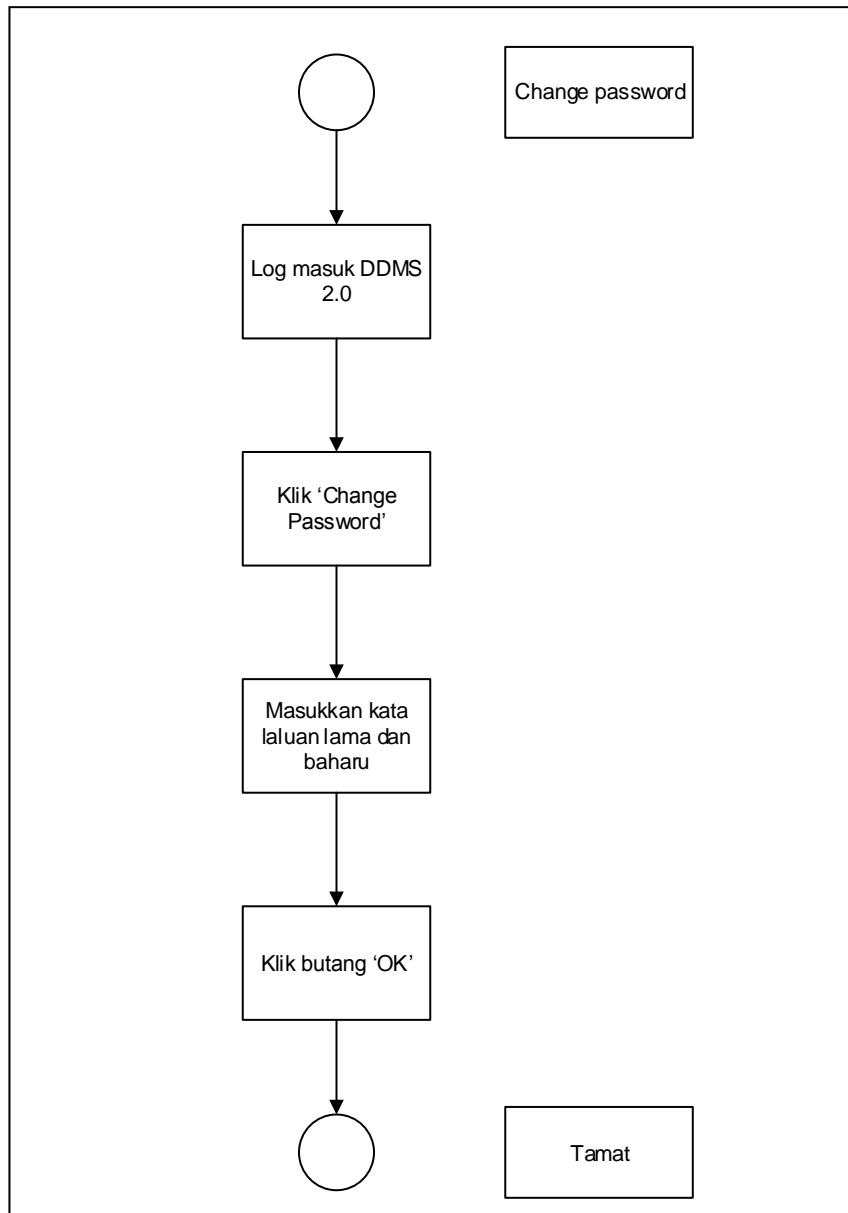 Change password
Log masuk DDMS
2.0
Klik ‘Change
Password’
Masukkan kata
laluan lama dan
baharu
Klik butang ‘OK’
Tamat